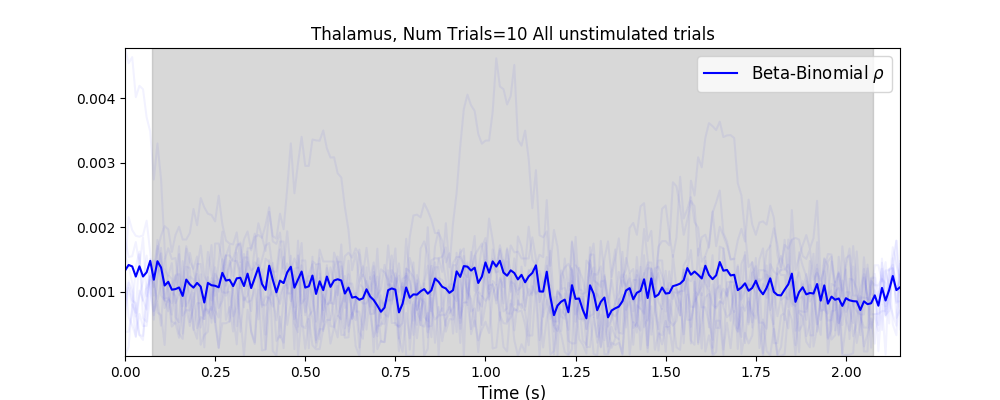 Thalamus, Num Trials=10 All unstimulated trials
Beta-Binomial ρ
0.004
0.003
0.002
0.001
0.00 0.25 0.50 0.75 1.00 1.25 1.50 1.75 2.00
Time (s)